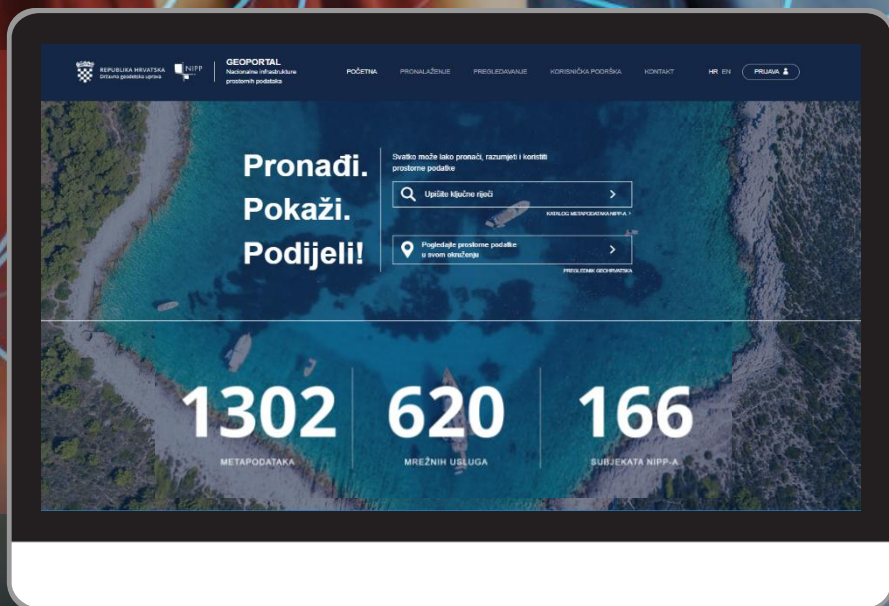 REPUBLIKA HRVATSKA
Državna geodetska uprava
NIPP
GEOPORTAL
Nacionalne infrastrukture
prostornih podataka
POČETNA
PRONALAŽENJE
PREGLEDAVANJE
KORISNIČKA PODRŠKA
KONTAKT
HR EN
PRIJAVA
Pronađi.
Pokaži.
Podijeli!
Svatko može lako pronaći, razumjeti i koristiti
prostorne podatke
Upišite ključne riječi >
KATALOG METAPODATAKA NIPP-A >
Pogledajte prostorne podatke
u svom okruženju >
PREGLEDNIK GEOHRVATSKA
1302
METAPODATAKA
620
MREŽNIH USLUGA
166
SUBJEKATA NIPP-A